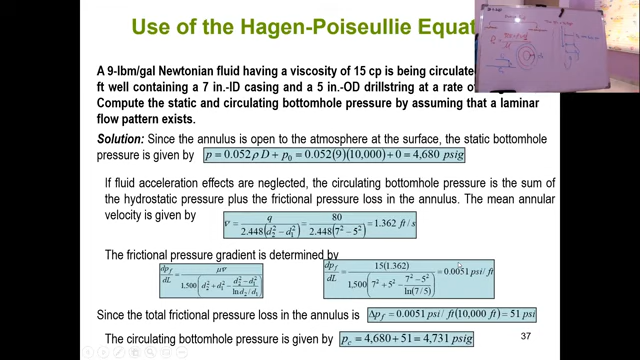 Use of the Hagen-Poiseullie Equat
A 9-lbm/gal Newtonian fluid having a viscosity of 15 cp is being circulate
ft well containing a 7 in.-ID casing and a 5 in.-OD drillstring at a rate of
Compute the static and circulating bottomhole pressure by assuming that a laminar
flow pattern exists.
Solution: Since the annulus is open to the atmosphere at the surface, the static bottomhole
pressure is given by p = 0.052ρ D + p₀ = 0.052(9)(10,000) + 0 = 4,680 psig
If fluid acceleration effects are neglected, the circulating bottomhole pressure is the sum of
the hydrostatic pressure plus the frictional pressure loss in the annulus. The mean annular
velocity is given by
v̄ = q / 2.448(d₂² − d₁²) = 80 / 2.448(7² − 5²) = 1.362 ft / s
The frictional pressure gradient is determined by
dp_f/dL = μv̄ / 1,500(d₂² + d₁² − (d₂² − d₁²)/(ln d₂/d₁))
dp_f/dL = 15(1.362) / 1,500(7² + 5² − (7² − 5²)/(ln(7/5))) = 0.0051 psi/ ft
Since the total frictional pressure loss in the annulus is Δp_f = 0.0051 psi/ ft(10,000 ft) = 51 psi
The circulating bottomhole pressure is given by p_c = 4,680 + 51 = 4,731 psig
37